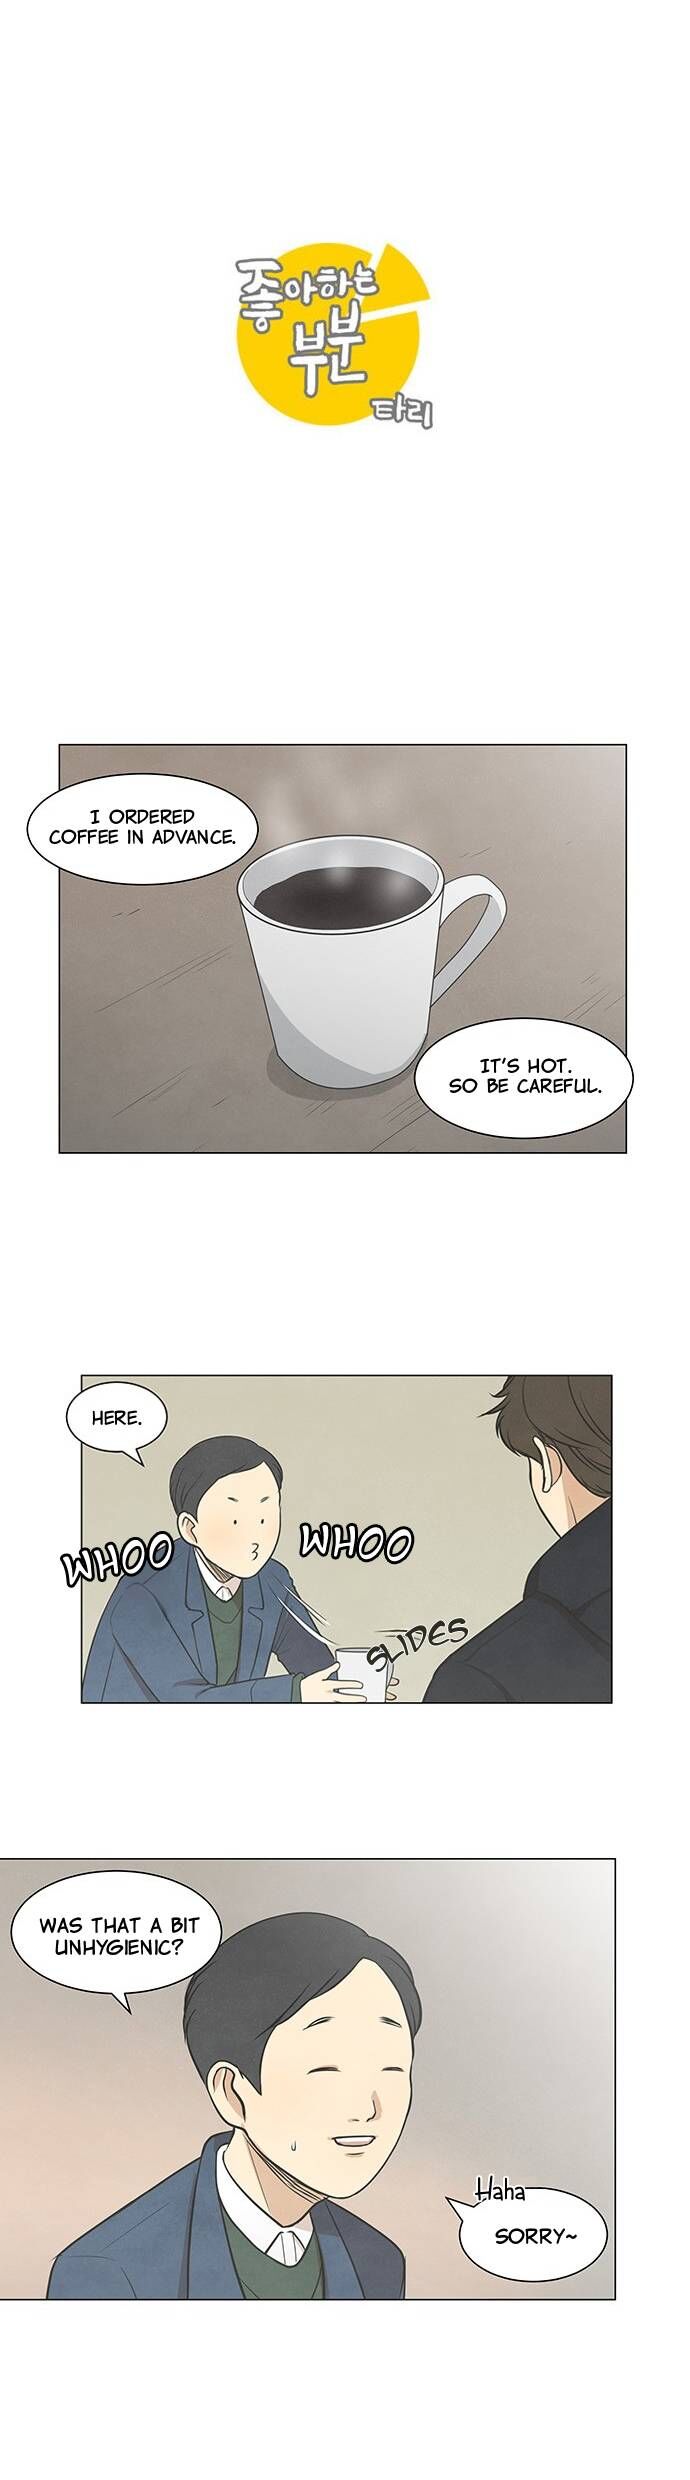 좋아하는
부분
타리
I ORDERED
COFFEE IN ADVANCE.
IT'S HOT.
SO BE CAREFUL.
HERE.
WHOO
WHOO
SLIDES
WAS THAT A BIT
UNHYGIENIC?
Haha
SORRY~